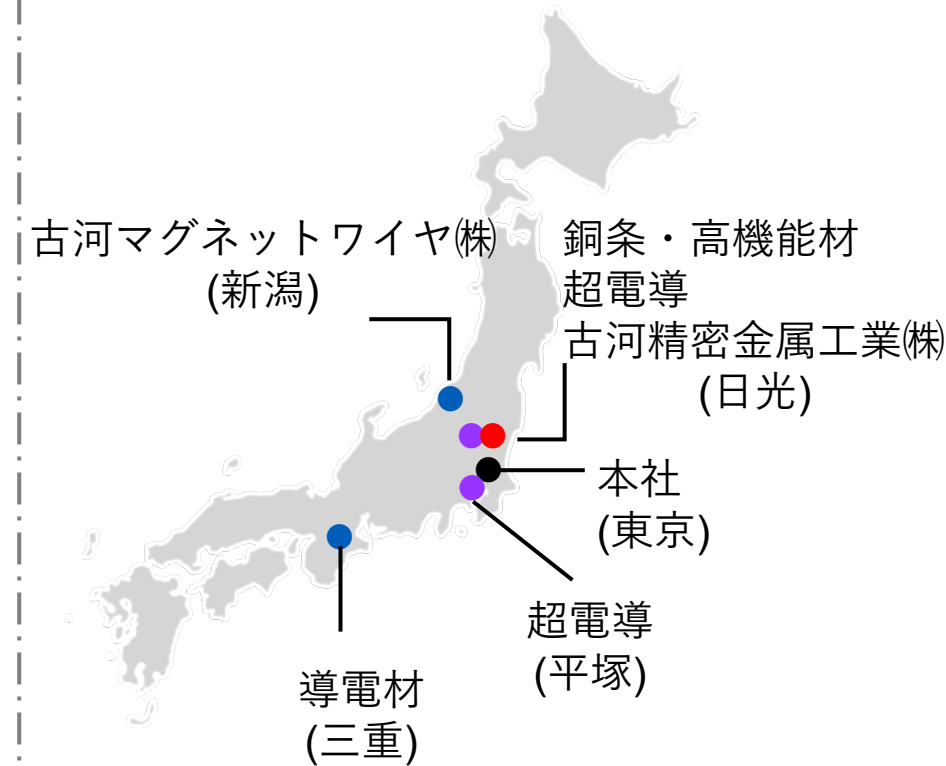 古河マグネットワイヤ㈱
(新潟)
銅条・高機能材
超電導
古河精密金属工業㈱
(日光)
本社
(東京)
超電導
(平塚)
導電材
(三重)